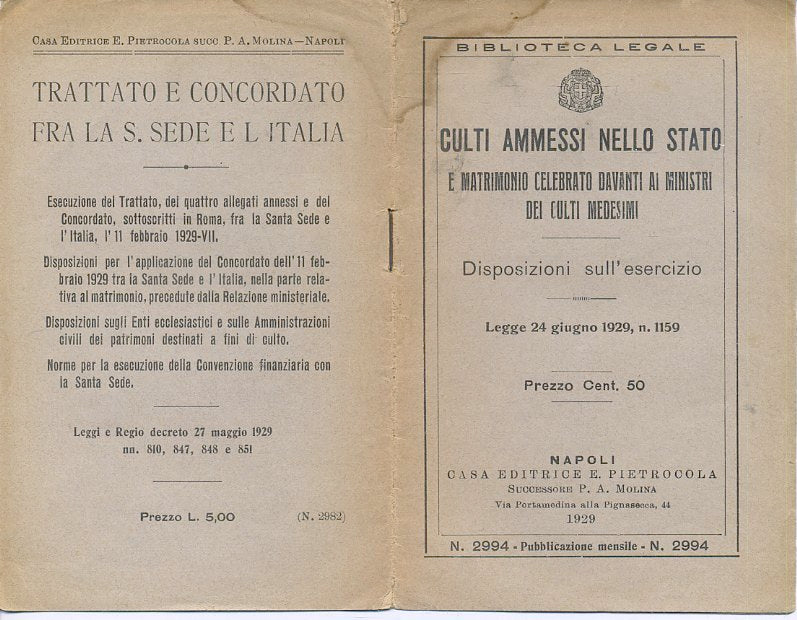 CASA EDITRICE E. PIETROCOLA SUCC P. A. MOLINA—NAPOLI
TRATTATO E CONCORDATO
FRA LA S. SEDE E L ITALIA
Esecuzione del Trattato, dei quattro allegati annessi e del
Concordato, sottoscritti in Roma, fra la Santa Sede e
l'Italia, l'11 febbraio 1929-VII.
Disposizioni per l'applicazione del Concordato dell'11 feb-
braio 1929 tra la Santa Sede e l'Italia, nella parte rela-
tiva al matrimonio, precedute dalla Relazione ministeriale.
Disposizioni sugli Enti ecclesiastici e sulle Amministrazioni
civili dei patrimoni destinati a fini di culto.
Norme per la esecuzione della Convenzione finanziaria con
la Santa Sede.
Leggi e Regio decreto 27 maggio 1929
nn. 810, 847, 848 e 851
Prezzo L. 5,00 (N. 2982)
BIBLIOTECA LEGALE
CULTI AMMESSI NELLO STATO
E MATRIMONIO CELEBRATO DAVANTI AI MINISTRI
DEI CULTI MEDESIMI
Disposizioni sull'esercizio
Legge 24 giugno 1929, n. 1159
Prezzo Cent. 50
NAPOLI
CASA EDITRICE E. PIETROCOLA
SUCCESSORE P. A. MOLINA
Via Portamedina alla Pignasecca, 44
1929
N. 2994 - Pubblicazione mensile - N. 2994